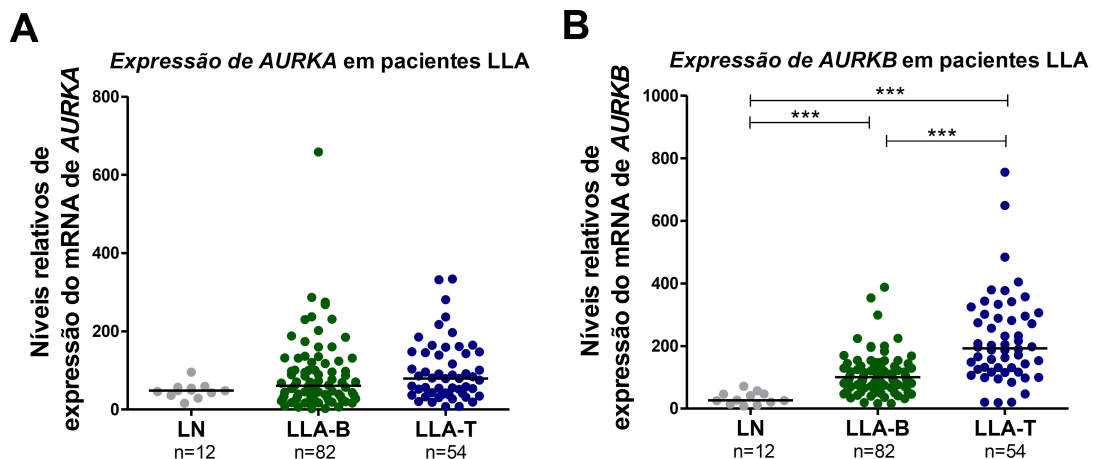 A
Expressão de AURKA em pacientes LLA
Níveis relativos de
expressão do mRNA de AURKA
800
600
400
200
0
LN
LLA-B
LLA-T
n=12
n=82
n=54
B
Expressão de AURKB em pacientes LLA
Níveis relativos de
expressão do mRNA de AURKB
1000
800
600
400
200
0
***
***
***
LN
LLA-B
LLA-T
n=12
n=82
n=54